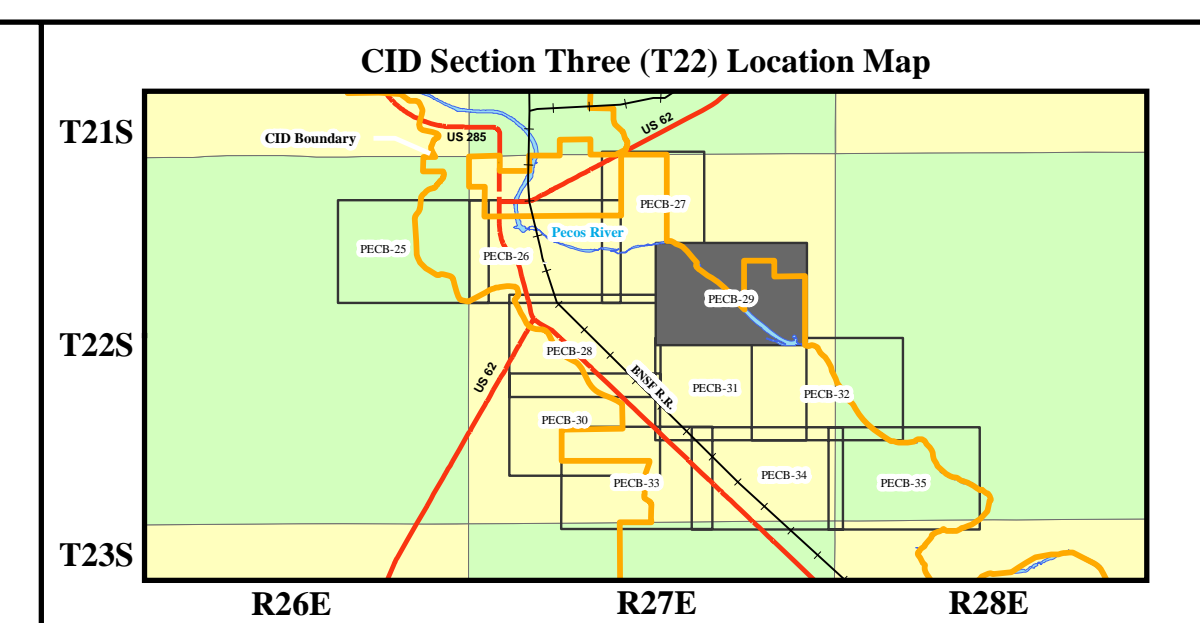 CID Section Three (T22) Location Map
T21S
CID Boundary
US 285
US 62
PECB-27
Pecos River
PECB-25
PECB-26
PECB-29
T22S
PECB-28
US 62
BNSF R.R.
PECB-31
PECB-32
PECB-30
PECB-33
PECB-34
PECB-35
T23S
R26E
R27E
R28E